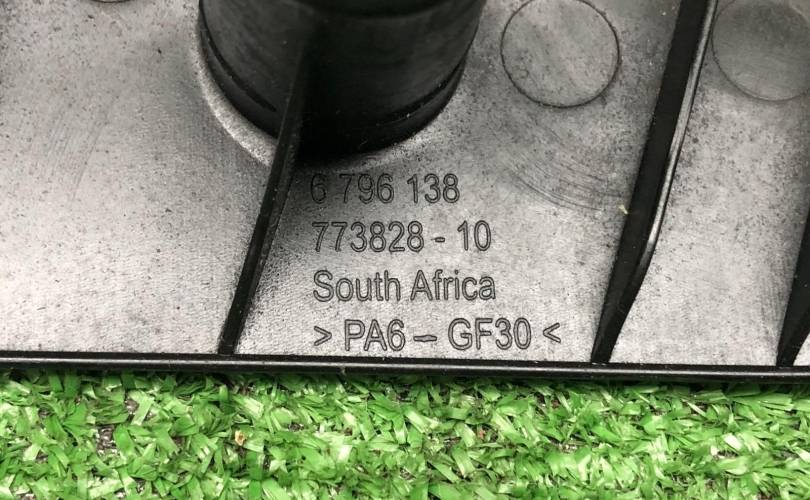 6 796 138
773828 - 10
South Africa
> PA6 – GF30 <